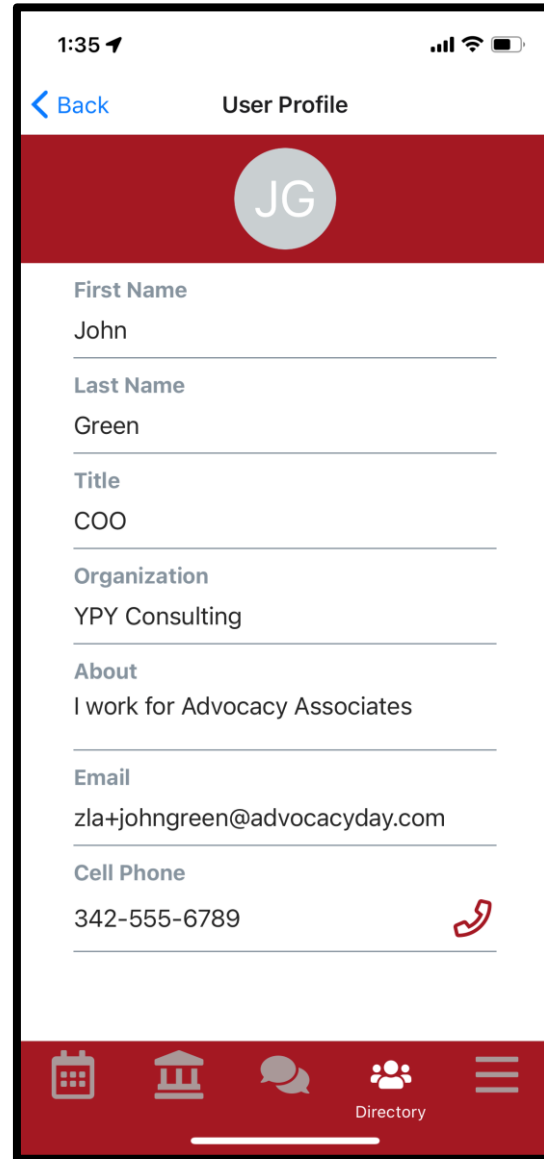 1:35
Back User Profile
JG
First Name
John
Last Name
Green
Title
COO
Organization
YPY Consulting
About
I work for Advocacy Associates
Email
zla+johngreen@advocacyday.com
Cell Phone
342-555-6789
Directory